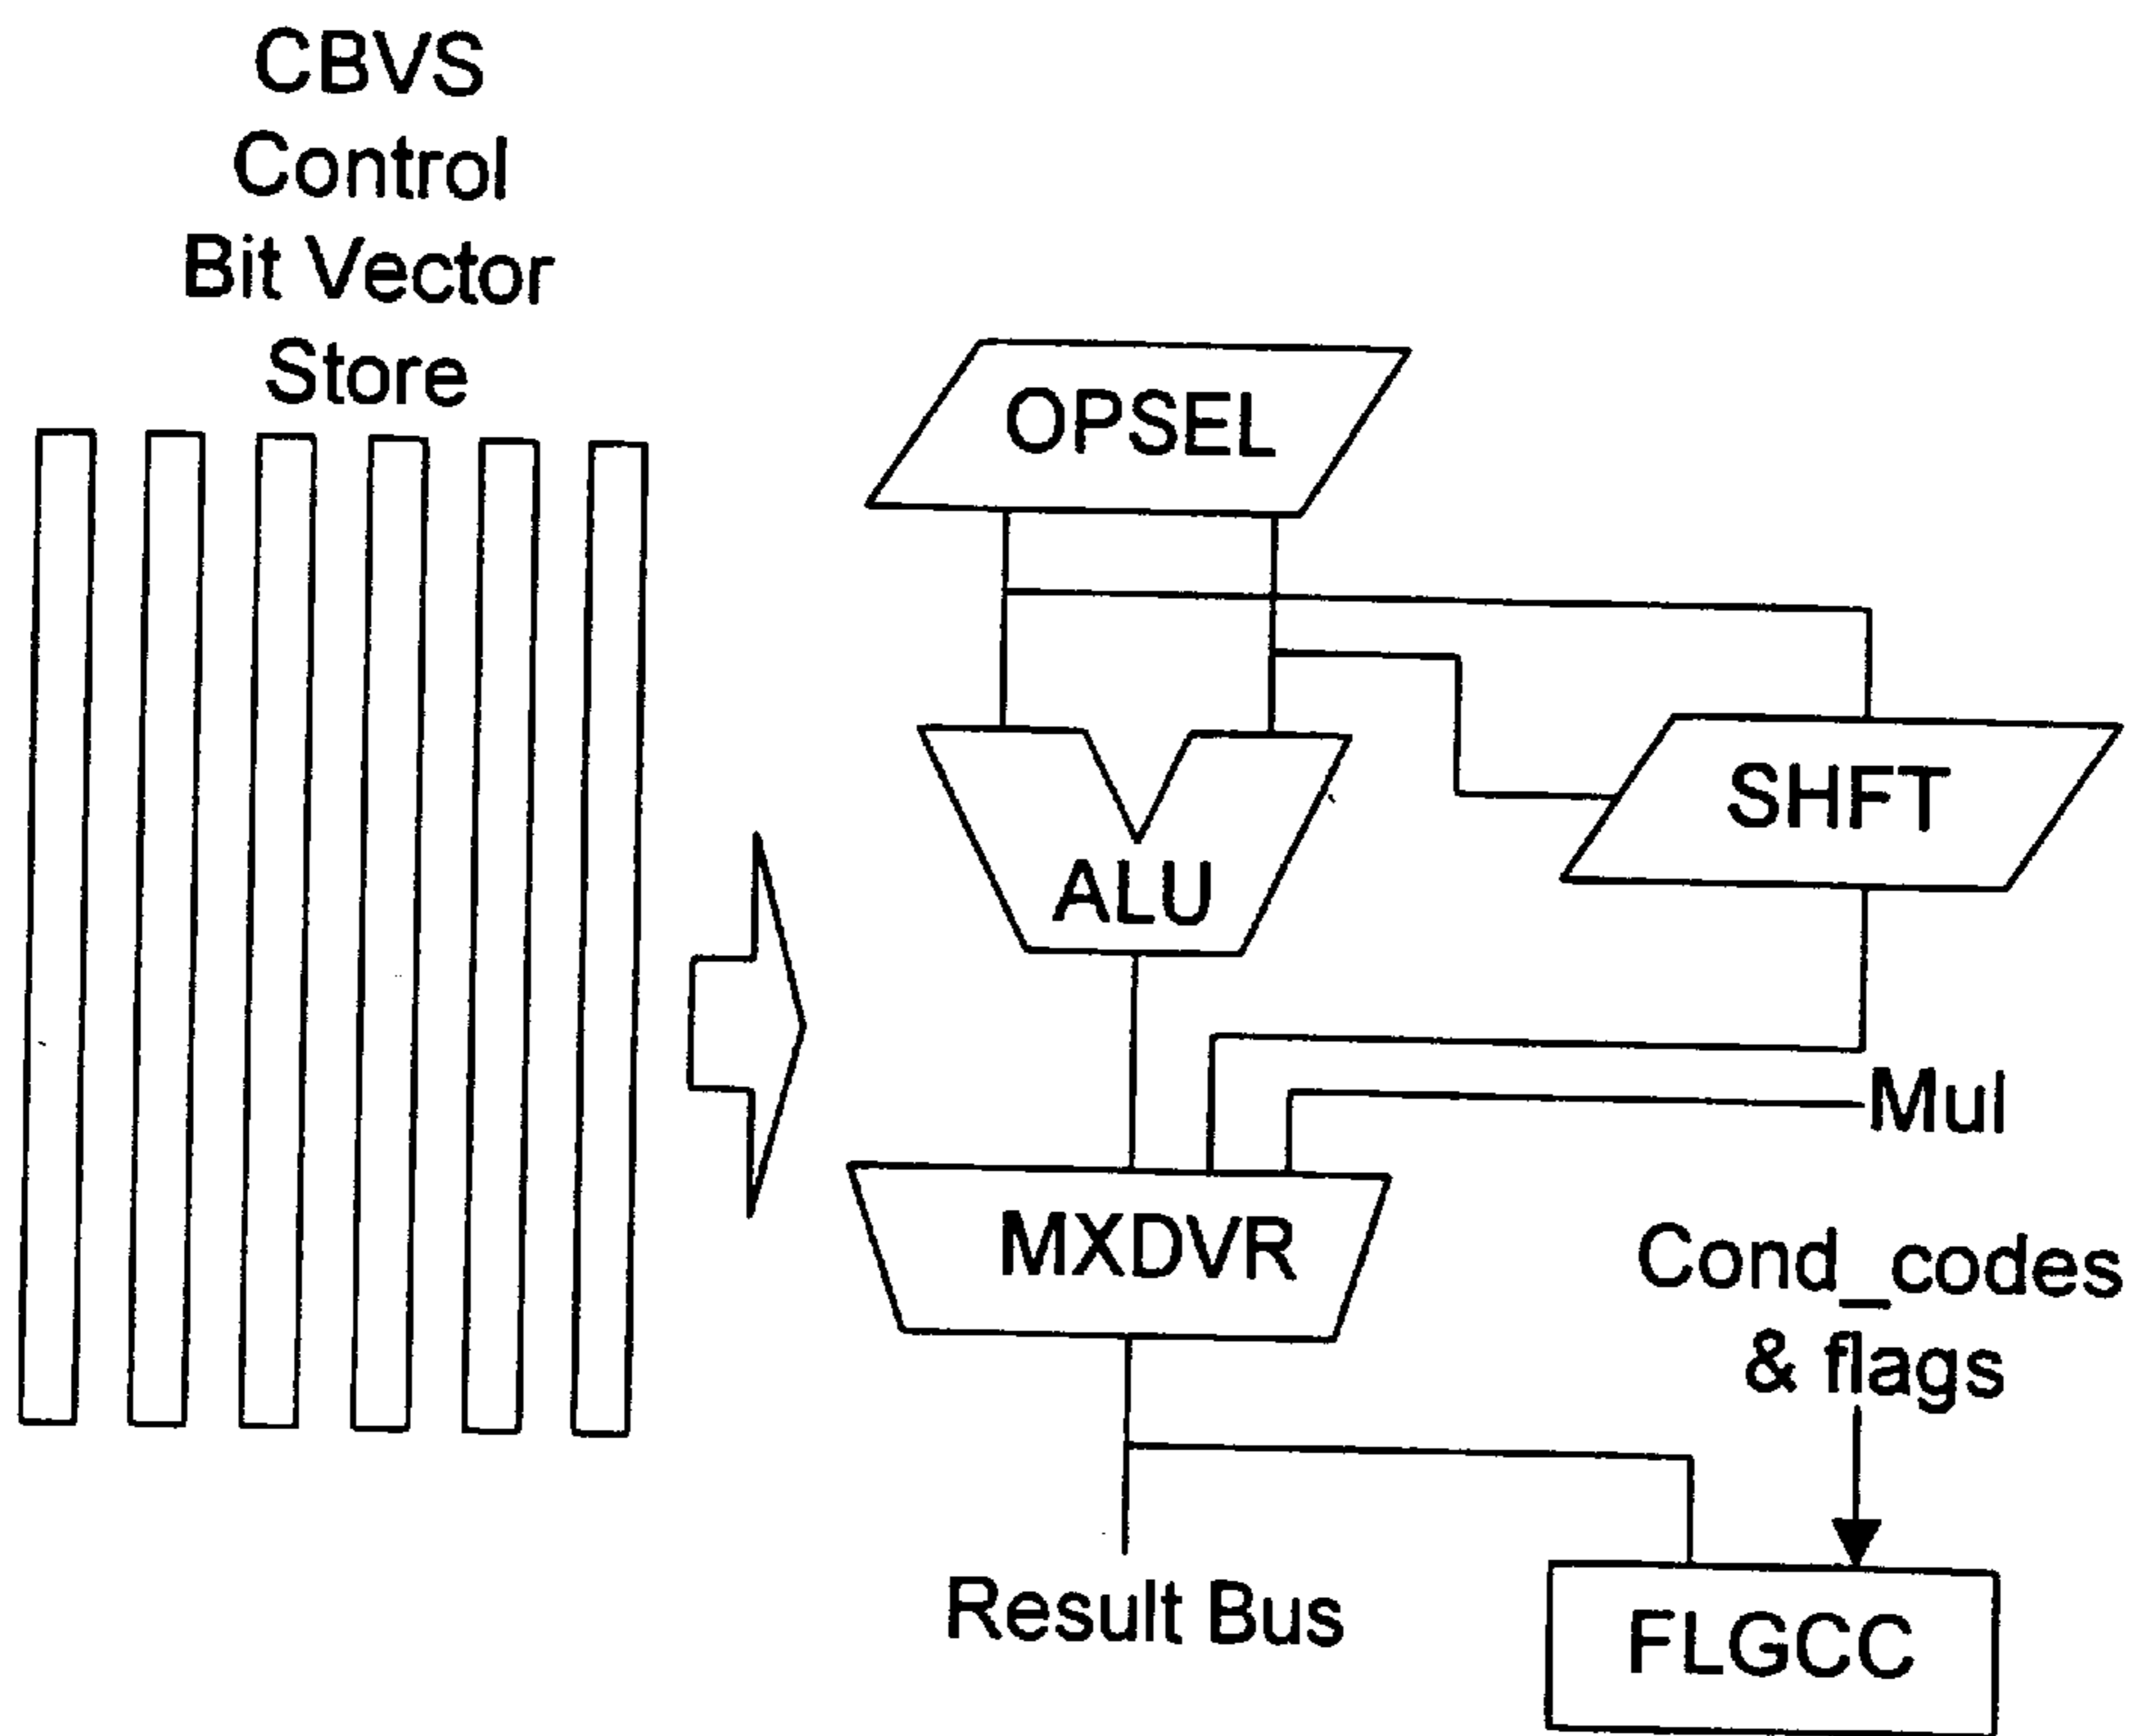 CBVS
Control
Bit Vector
Store
OPSEL
SHFT
ALU
Mul
MXDVR
Cond_codes
& flags
Result Bus
FLGCC